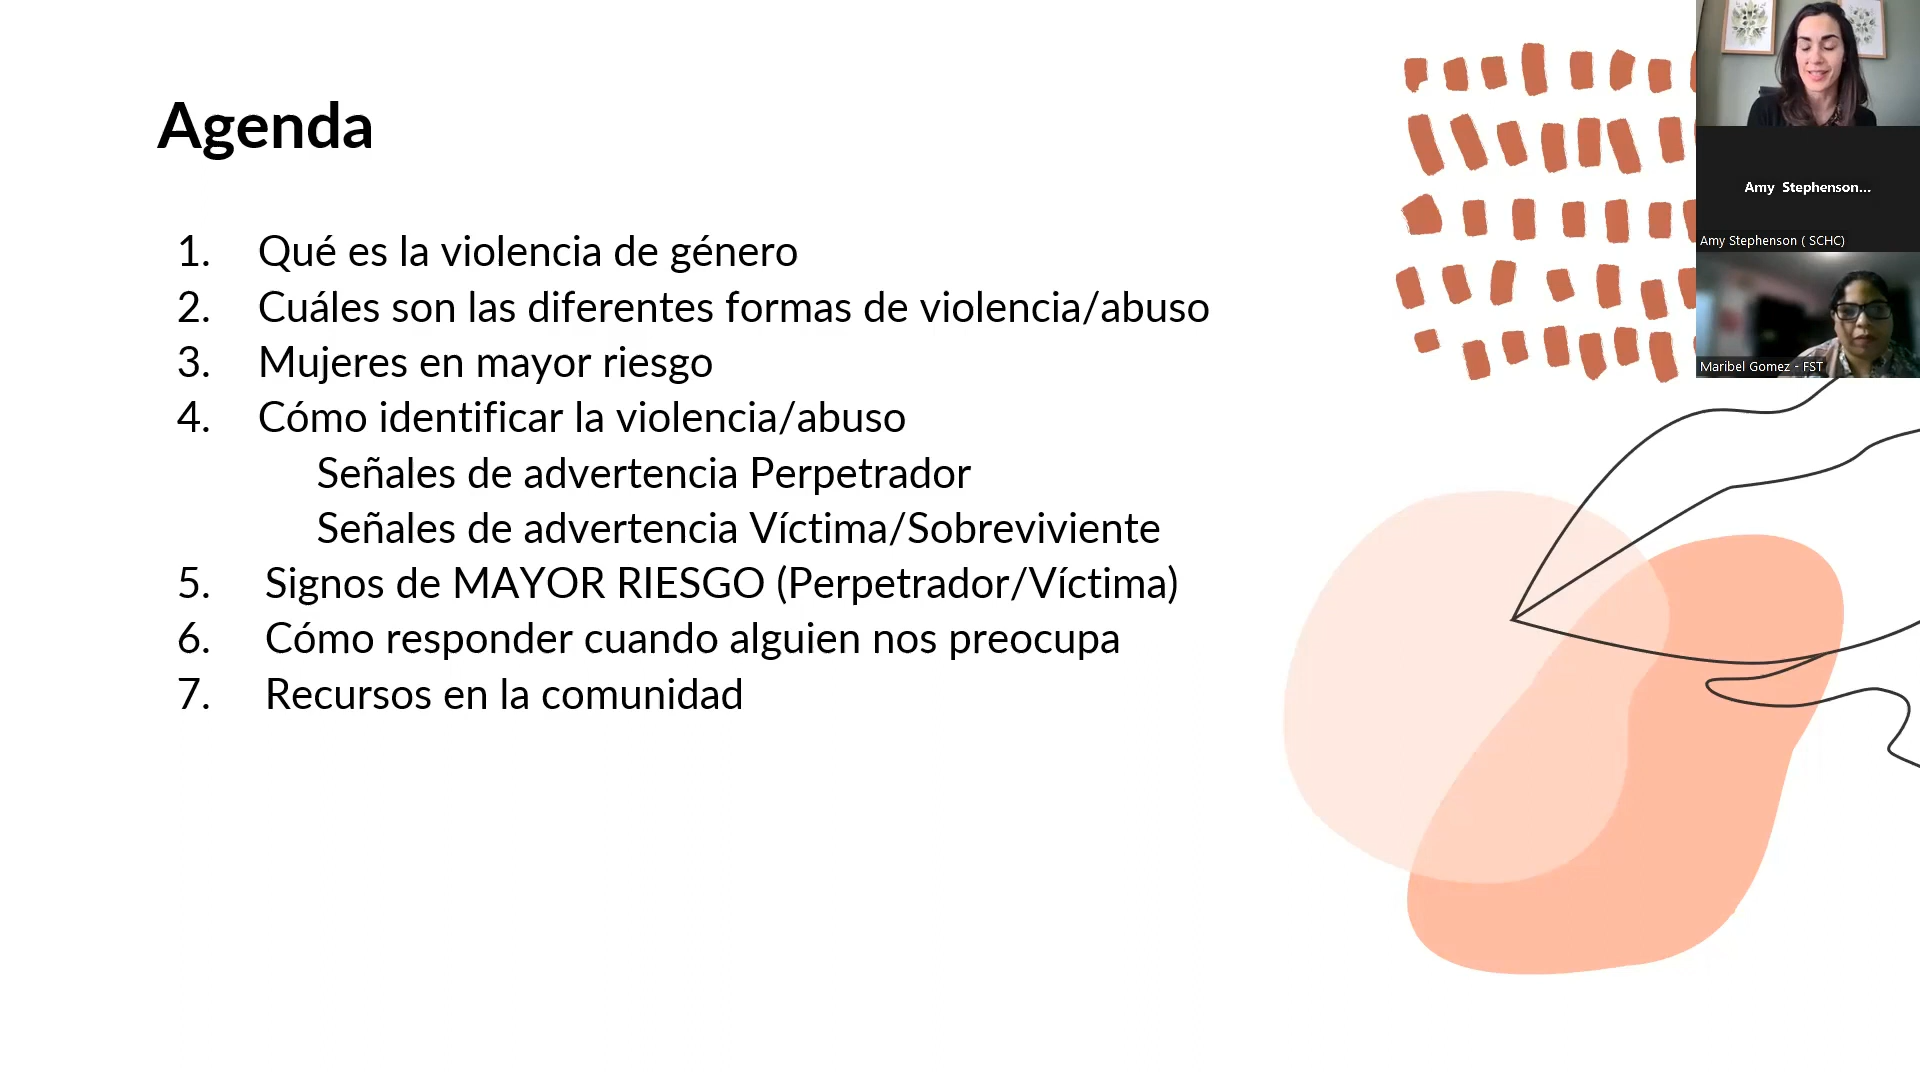 Agenda
1. Qué es la violencia de género
2. Cuáles son las diferentes formas de violencia/abuso
3. Mujeres en mayor riesgo
4. Cómo identificar la violencia/abuso
Señales de advertencia Perpetrador
Señales de advertencia Víctima/Sobreviviente
5. Signos de MAYOR RIESGO (Perpetrador/Víctima)
6. Cómo responder cuando alguien nos preocupa
7. Recursos en la comunidad
Amy Stephenson...
Amy Stephenson ( SCHC)
Maribel Gomez - FST